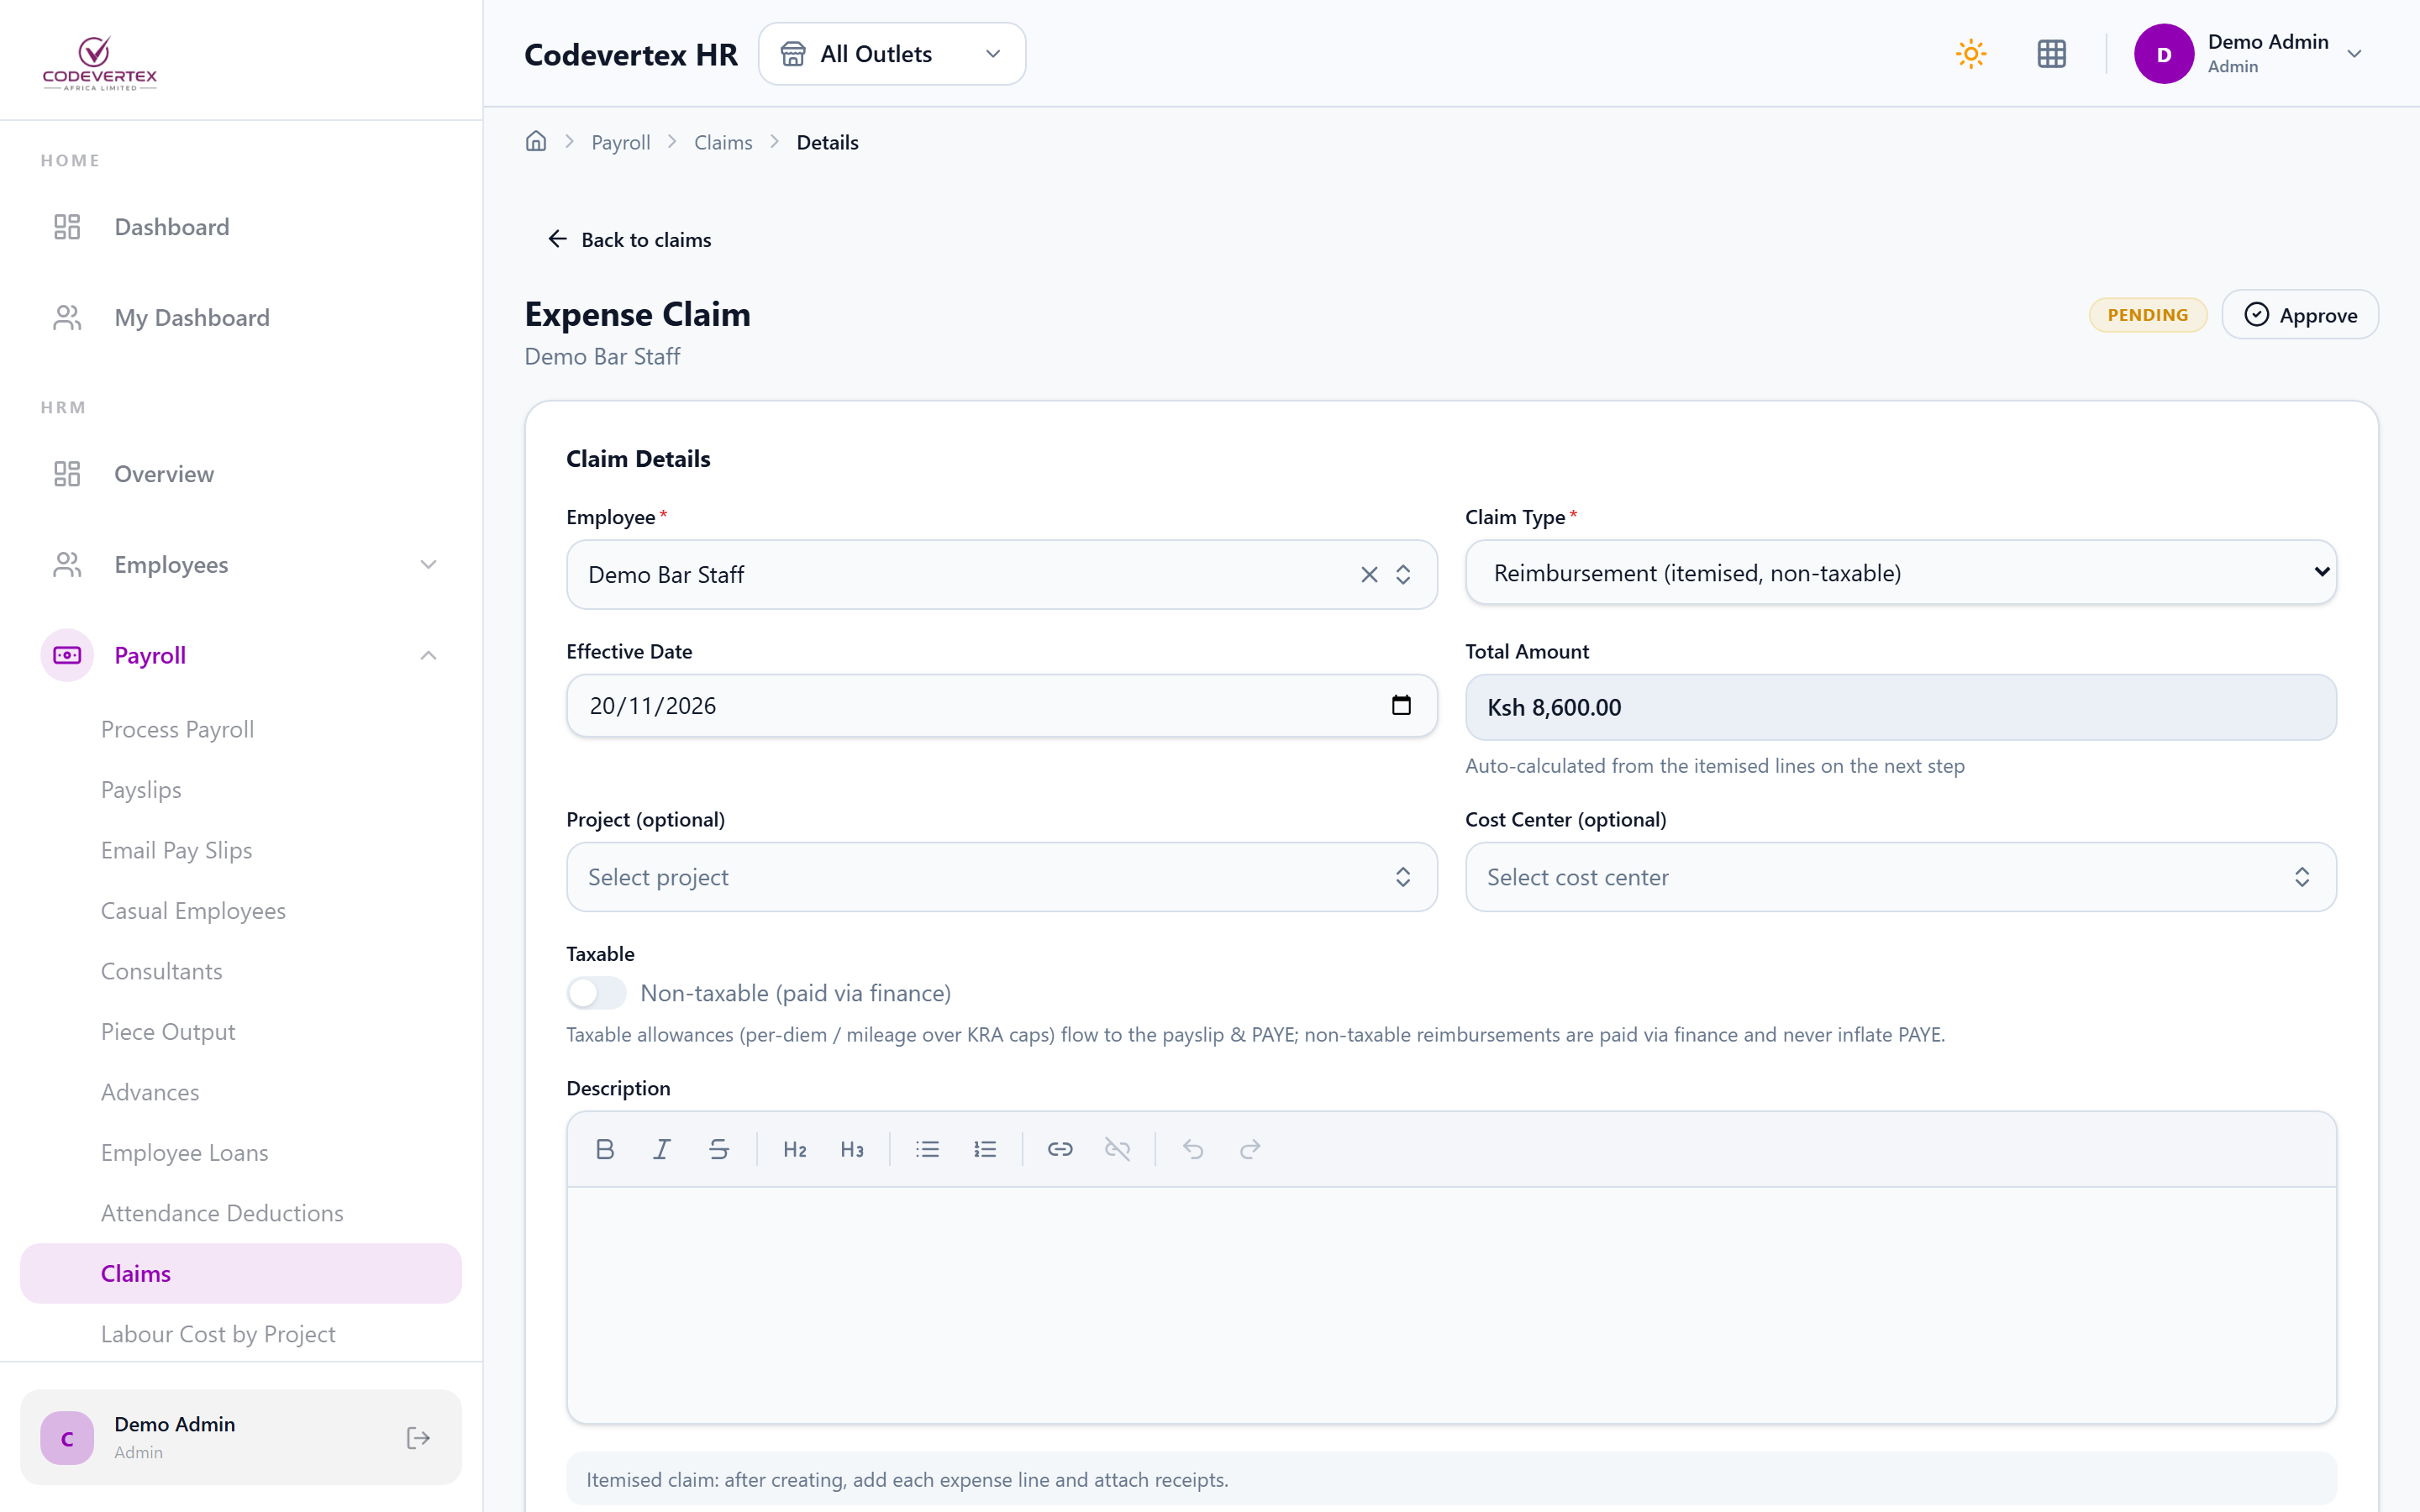 CODEVERTEX
AFRICA LIMITED
HOME
Dashboard
My Dashboard
HRM
Overview
Employees
Payroll
Process Payroll
Payslips
Email Pay Slips
Casual Employees
Consultants
Piece Output
Advances
Employee Loans
Attendance Deductions
Claims
Labour Cost by Project
C
Demo Admin
Admin
Codevertex HR
All Outlets
D
Demo Admin
Admin
Payroll
Claims
Details
Back to claims
Expense Claim
PENDING
Approve
Demo Bar Staff
Claim Details
Employee*
Claim Type*
Demo Bar Staff
Reimbursement (itemised, non-taxable)
Effective Date
Total Amount
20/11/2026
Ksh 8,600.00
Auto-calculated from the itemised lines on the next step
Project (optional)
Cost Center (optional)
Select project
Select cost center
Taxable
Non-taxable (paid via finance)
Taxable allowances (per-diem / mileage over KRA caps) flow to the payslip & PAYE; non-taxable reimbursements are paid via finance and never inflate PAYE.
Description
B I S H2 H3
Itemised claim: after creating, add each expense line and attach receipts.